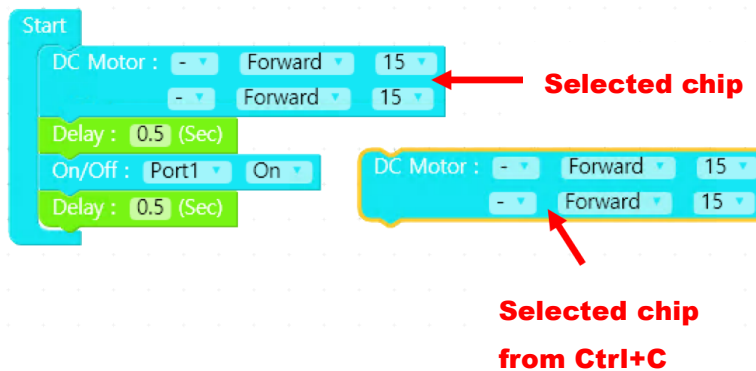 Start
DC Motor : - Forward 15
- Forward 15
Selected chip
Delay : 0.5 (Sec)
On/Off : Port1 On
Delay : 0.5 (Sec)
DC Motor : - Forward 15
- Forward 15
Selected chip
from Ctrl+C